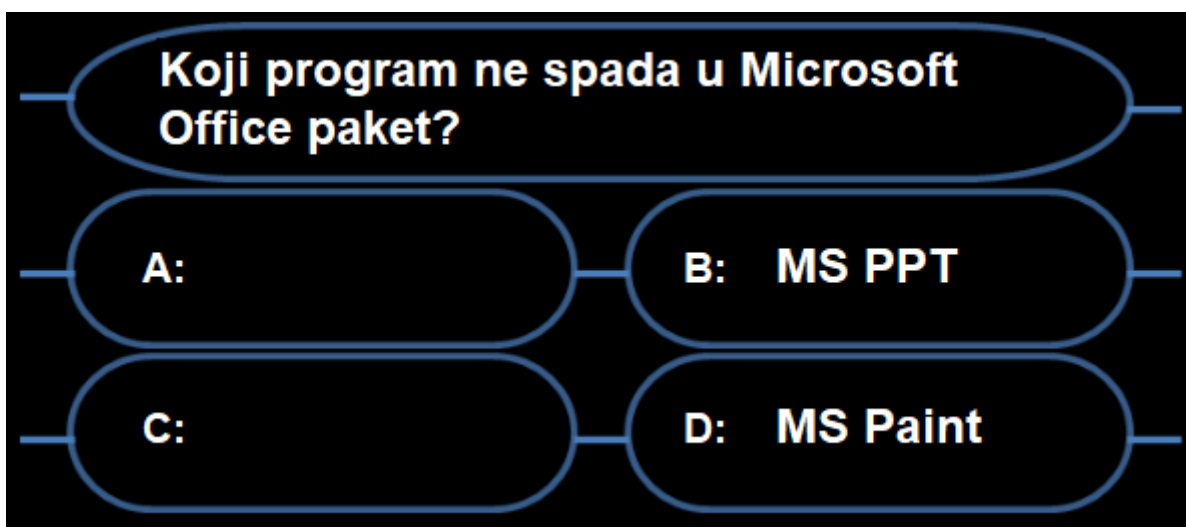 Koji program ne spada u Microsoft
Office paket?
A:
B: MS PPT
C:
D: MS Paint